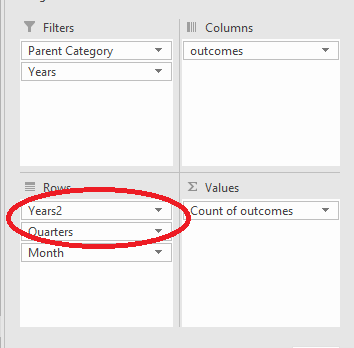 Filters
Parent Category
Years
Columns
outcomes
Rows
Years2
Quarters
Month
Values
Count of outcomes